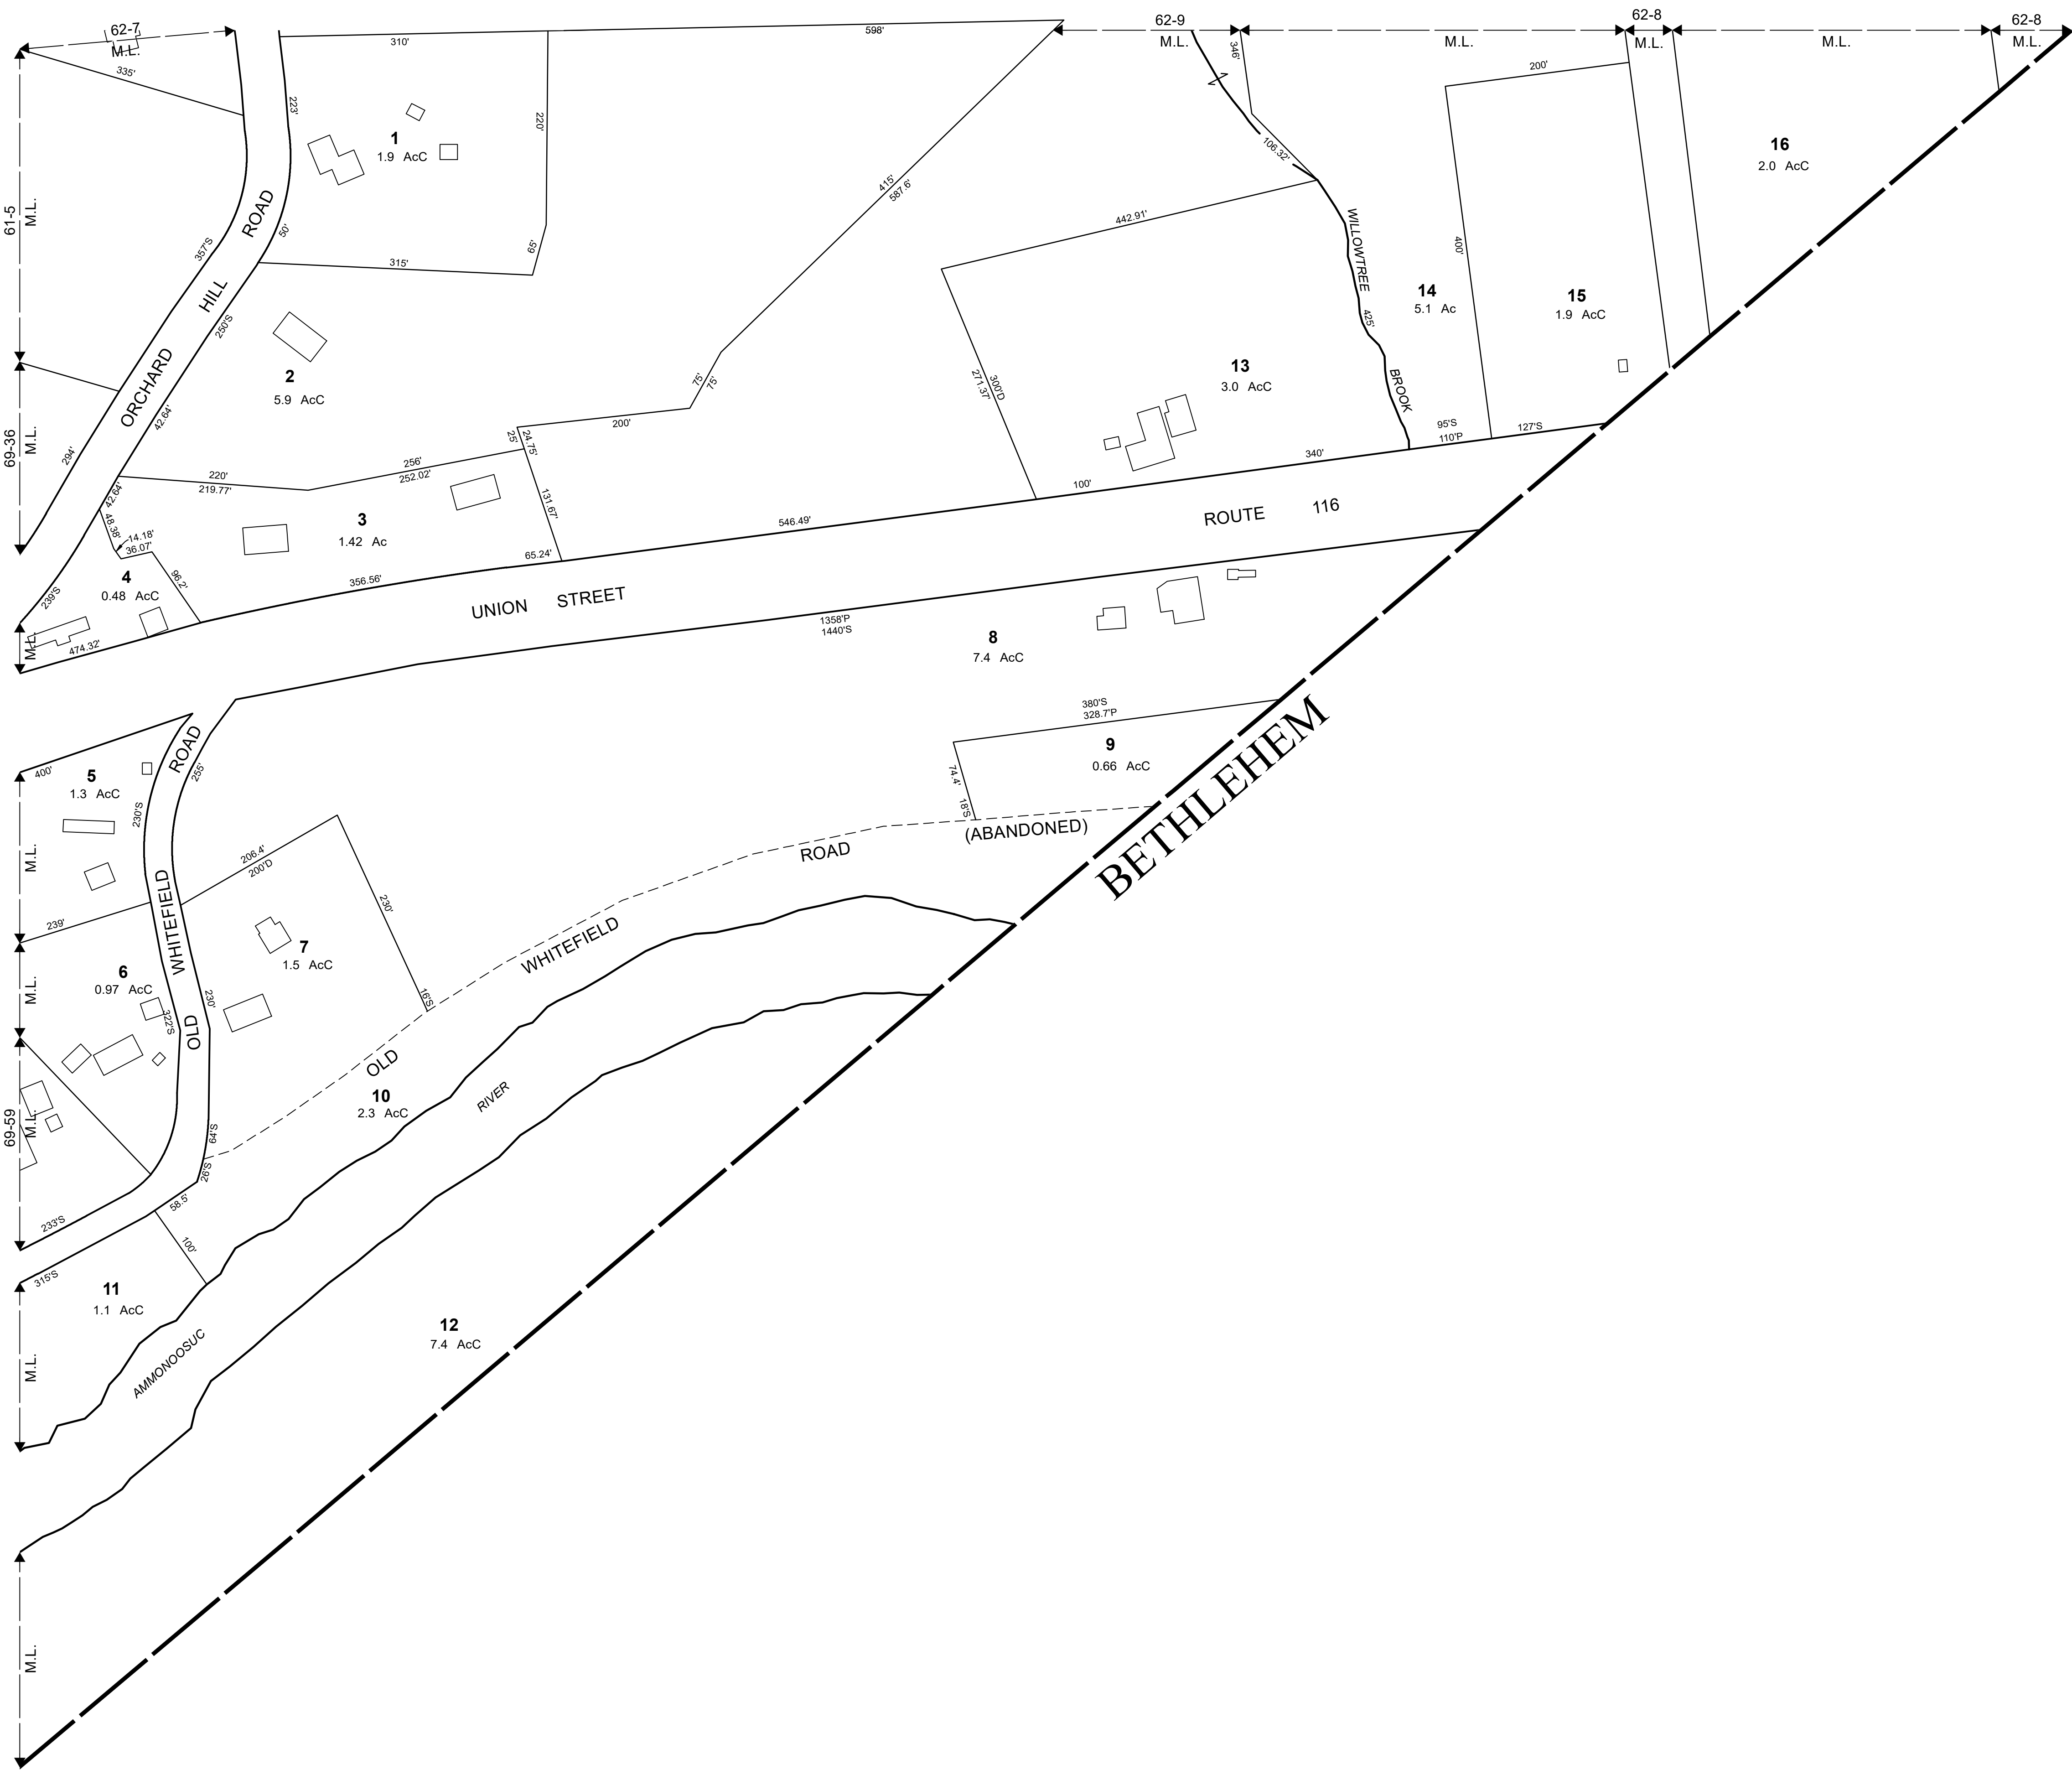 62-7
M.L.
335'
310'
598'
62-9
M.L.
346'
M.L.
62-8
M.L.
M.L.
62-8
M.L.
223'
1
1.9 AcC
220'
200'
106.32'
16
2.0 AcC
61-5
M.L.
357'S
ROAD
50'
315'
65'
415'
587.6'
442.91'
WILLOWTREE
400'
HILL
250'S
14
5.1 Ac
15
1.9 AcC
425'
ORCHARD
2
5.9 AcC
75'
75'
300'D
271.37'
13
3.0 AcC
BROOK
42.64'
69-36
M.L.
294'
200'
25'
24.75'
95'S
110'P
127'S
220'
219.77'
256'
252.02'
340'
100'
42.64'
48.38'
14.18'
36.07'
131.67'
3
1.42 Ac
546.49'
ROUTE 116
65.24'
4
0.48 AcC
96.2'
356.56'
239'S
UNION STREET
474.32'
M.L.
1358'P
1440'S
8
7.4 AcC
380'S
328.7'P
ROAD
400'
5
1.3 AcC
255'
230'S
9
0.66 AcC
74.4'
18'S
BETHLEHEM
(ABANDONED)
M.L.
206.4'
200'D
ROAD
239'
WHITEFIELD
230'
WHITEFIELD
7
1.5 AcC
6
0.97 AcC
M.L.
322'S
230'
16'S
OLD
OLD
10
2.3 AcC
RIVER
69-59
M.L.
64'S
26'S
58.5'
233'S
100'
315'S
11
1.1 AcC
12
7.4 AcC
AMMONOOSUC
M.L.
M.L.